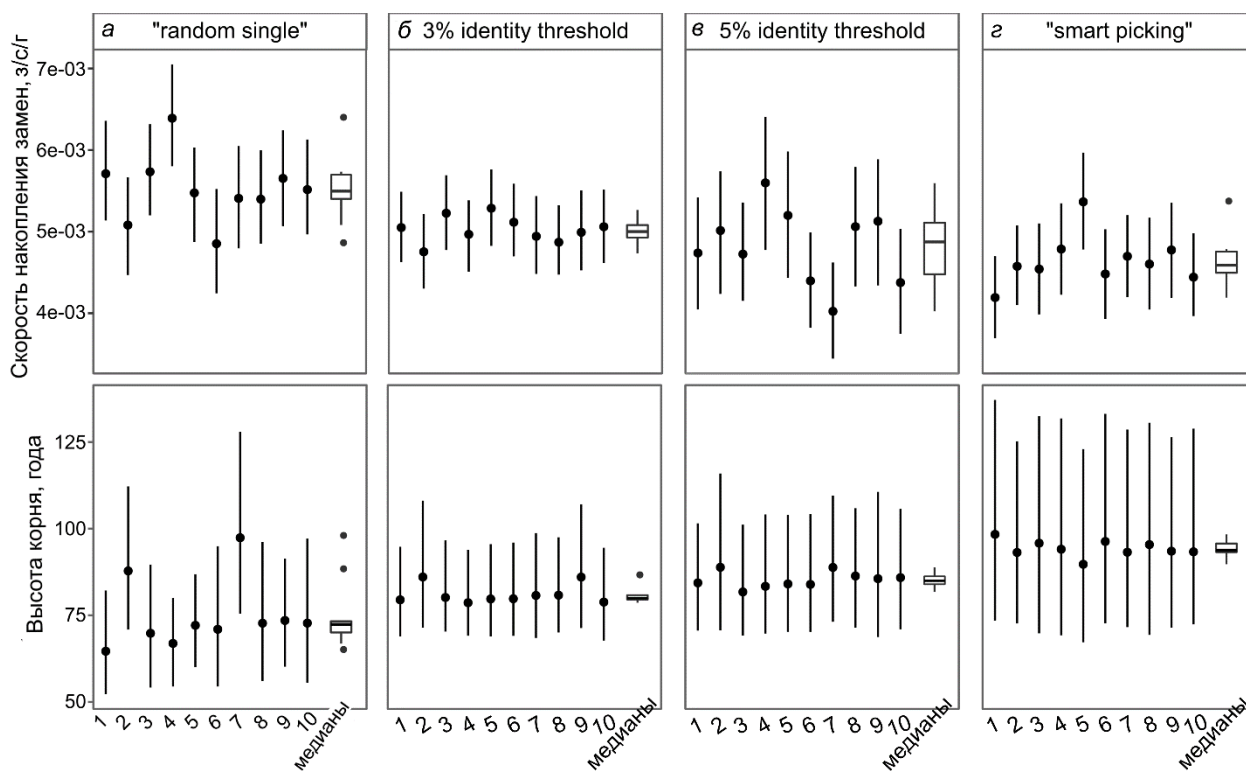 а "random single"
б 3% identity threshold
в 5% identity threshold
г "smart picking"
Скорость накопления замен, з/с/г
7e-03
6e-03
5e-03
4e-03
Высота корня, года
125
100
75
50
1 2 3 4 5 6 7 8 9 10 медианы
1 2 3 4 5 6 7 8 9 10 медианы
1 2 3 4 5 6 7 8 9 10 медианы
1 2 3 4 5 6 7 8 9 10 медианы